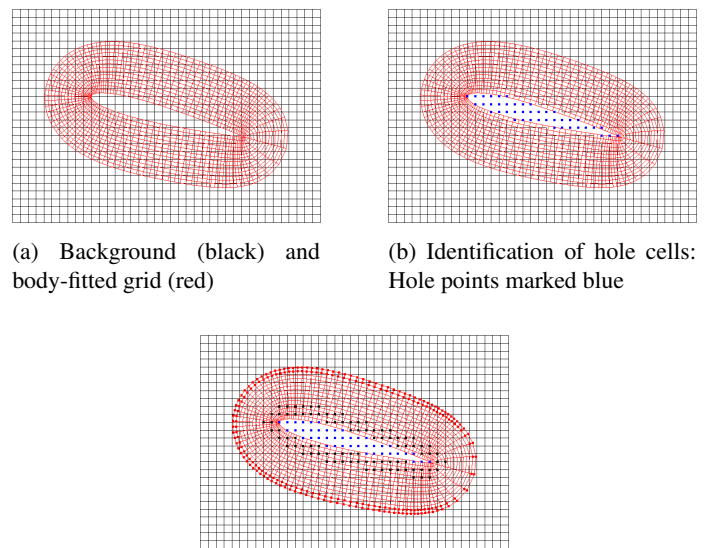 (a) Background (black) and
body-fitted grid (red)
(b) Identification of hole cells:
Hole points marked blue